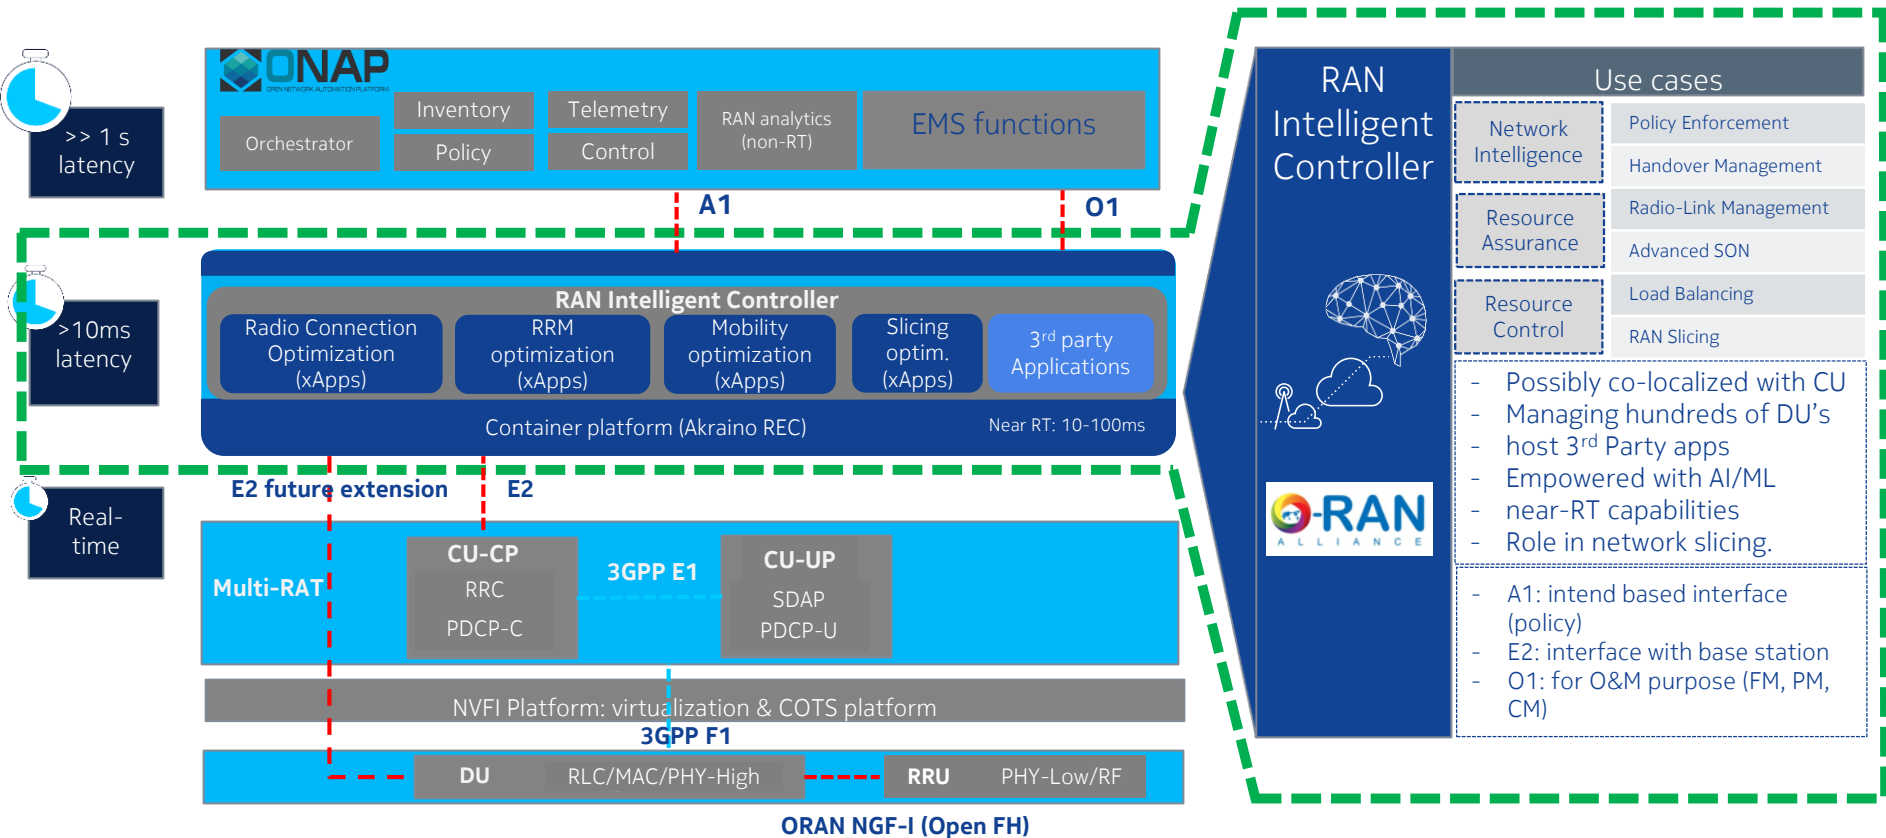 ONAP
OPEN NETWORK AUTOMATION PLATFORM
>> 1 s
latency
Orchestrator
Inventory
Policy
Telemetry
Control
RAN analytics
(non-RT)
EMS functions
A1
O1
>10ms
latency
RAN Intelligent Controller
Radio Connection
Optimization
(xApps)
RRM
optimization
(xApps)
Mobility
optimization
(xApps)
Slicing
optim.
(xApps)
3rd party
Applications
Container platform (Akraino REC)
Near RT: 10-100ms
E2 future extension
E2
Real-
time
Multi-RAT
CU-CP
RRC
PDCP-C
3GPP E1
CU-UP
SDAP
PDCP-U
NVFI Platform: virtualization & COTS platform
3GPP F1
DU
RLC/MAC/PHY-High
RRU
PHY-Low/RF
ORAN NGF-I (Open FH)
RAN
Intelligent
Controller
O-RAN
ALLIANCE
Use cases
Network
Intelligence
Resource
Assurance
Resource
Control
Policy Enforcement
Handover Management
Radio-Link Management
Advanced SON
Load Balancing
RAN Slicing
- Possibly co-localized with CU
- Managing hundreds of DU’s
- host 3rd Party apps
- Empowered with AI/ML
- near-RT capabilities
- Role in network slicing.
- A1: intend based interface
(policy)
- E2: interface with base station
- O1: for O&M purpose (FM, PM,
CM)